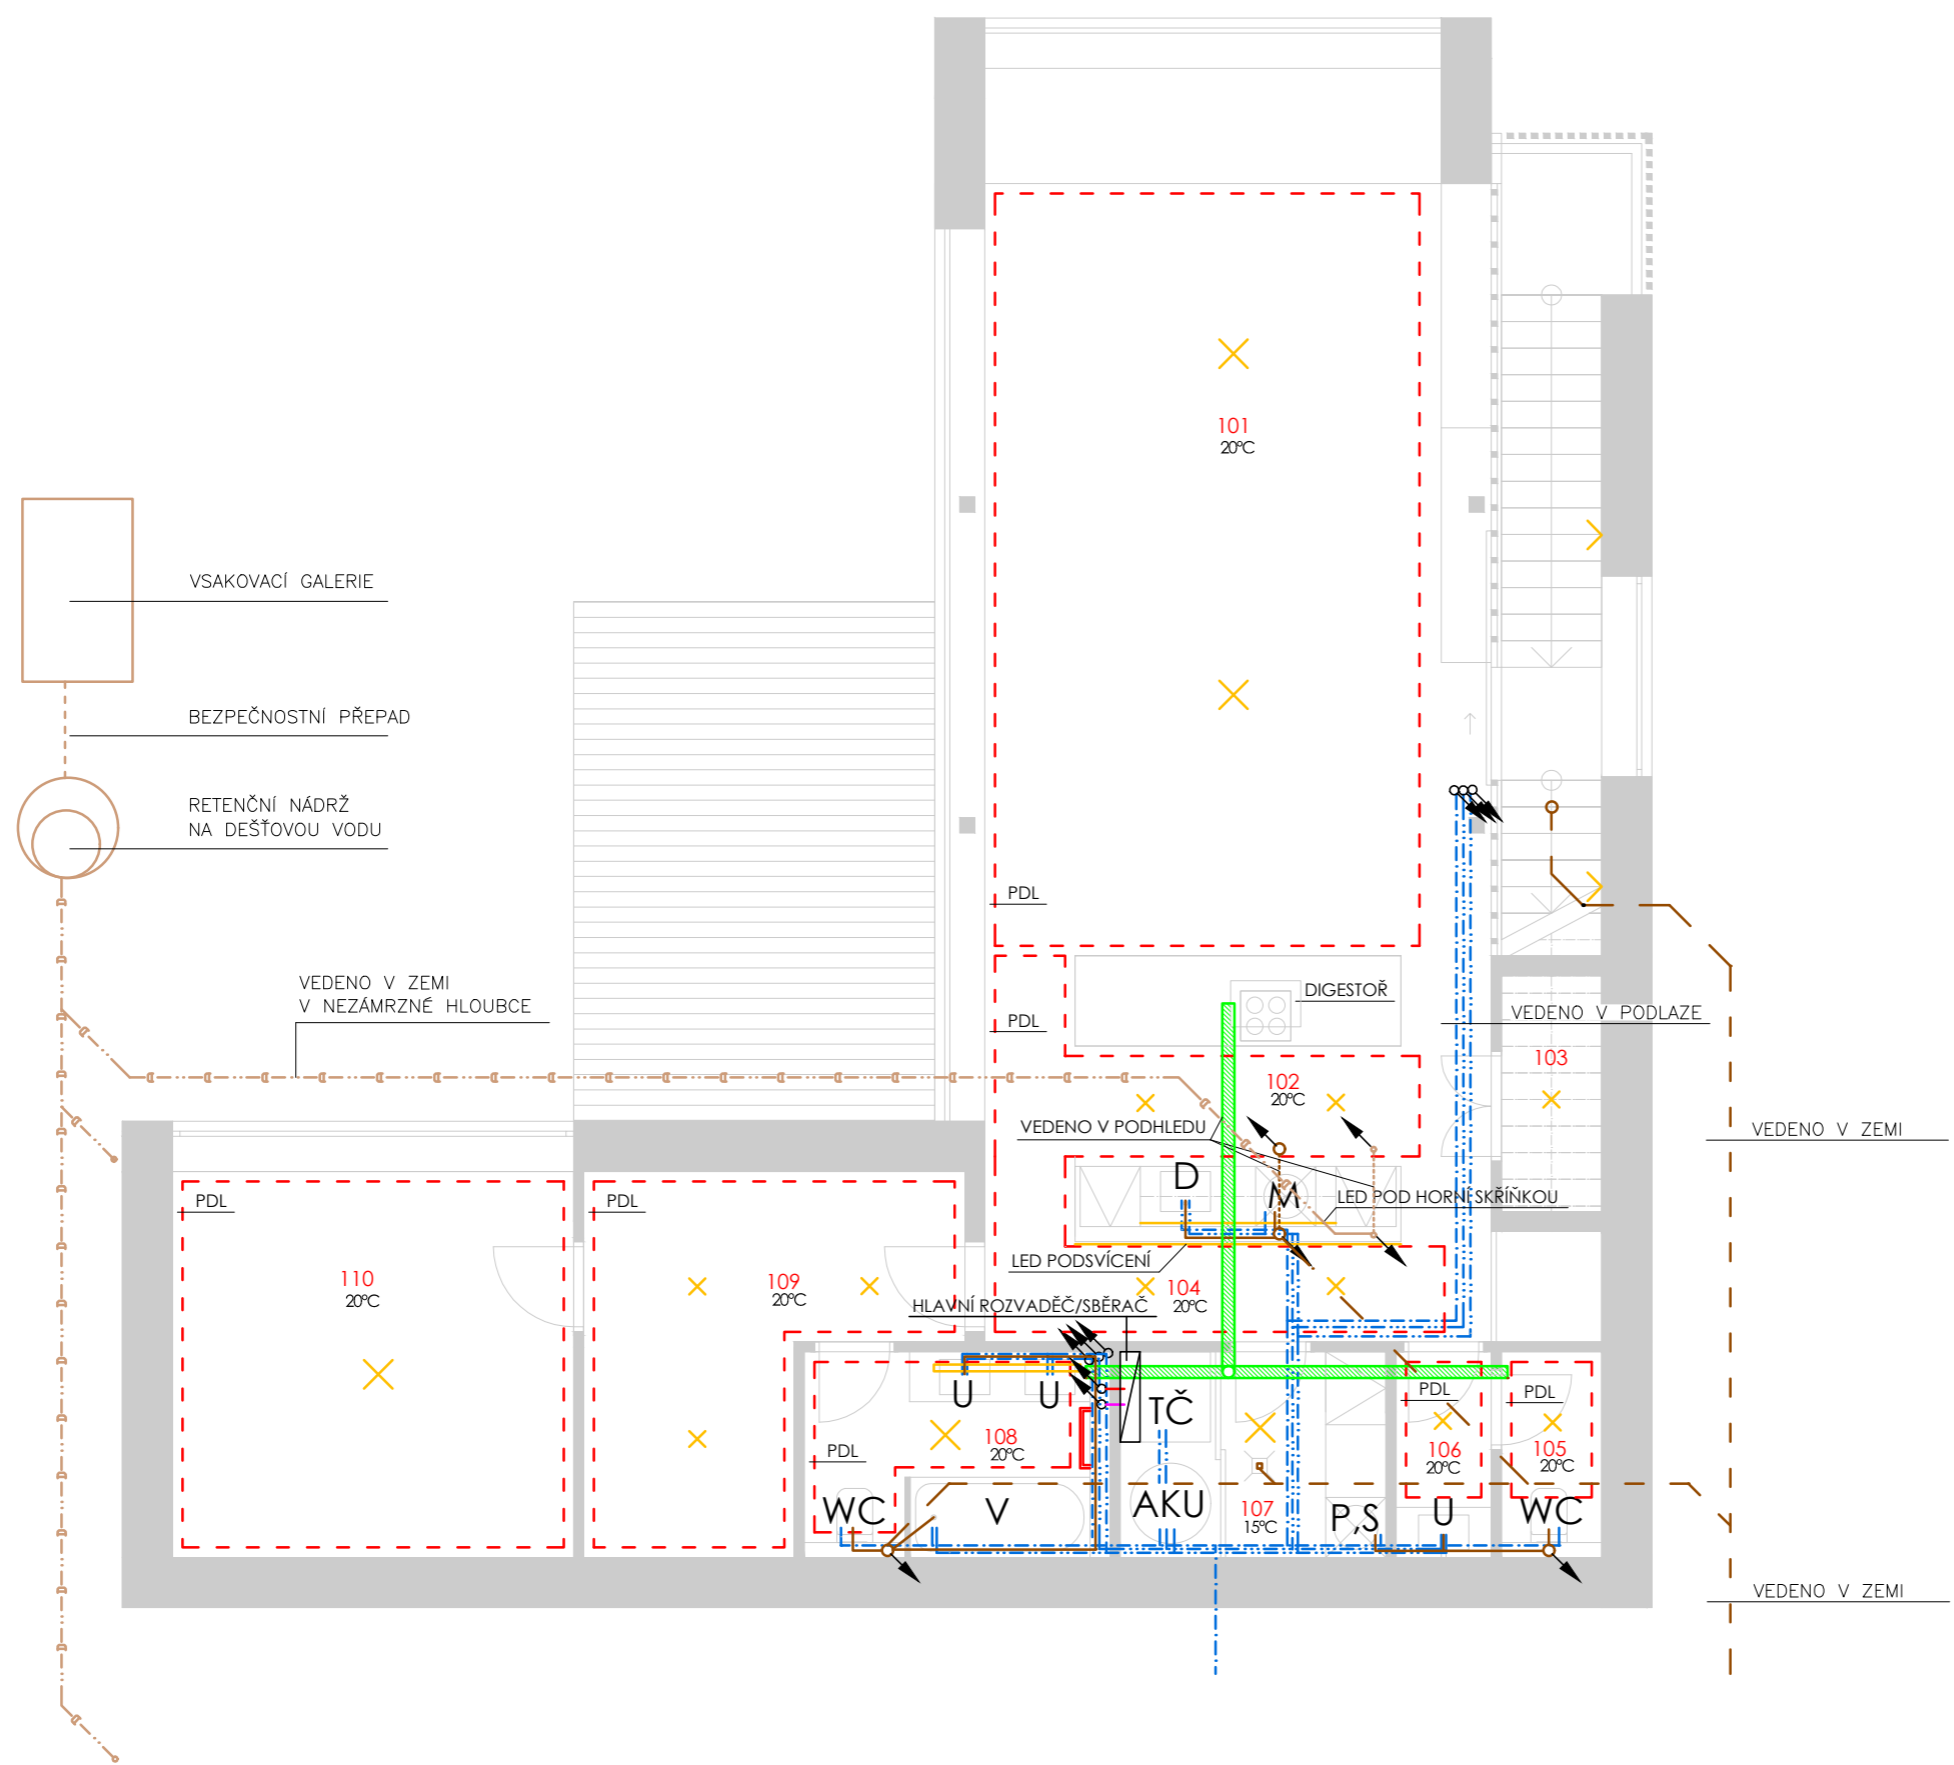 101
20°C
VSAKOVACÍ GALERIE
BEZPEČNOSTNÍ PŘEPAD
RETENČNÍ NÁDRŽ
NA DEŠŤOVOU VODU
PDL
VEDENO V ZEMI
V NEZÁMRZNÉ HLOUBCE
DIGESTOŘ
PDL
VEDENO V PODLAZE
103
102
20°C
VEDENO V PODHLEDU
VEDENO V ZEMI
D
M
LED POD HORNÍ SKŘÍŇKOU
PDL
PDL
LED PODSVÍCENÍ
110
20°C
109
20°C
104
20°C
HLAVNÍ ROZVADĚČ/SBĚRAČ
U
U
TČ
PDL
PDL
108
20°C
PDL
106
20°C
105
20°C
WC
V
AKU
107
15°C
P,S
U
WC
VEDENO V ZEMI